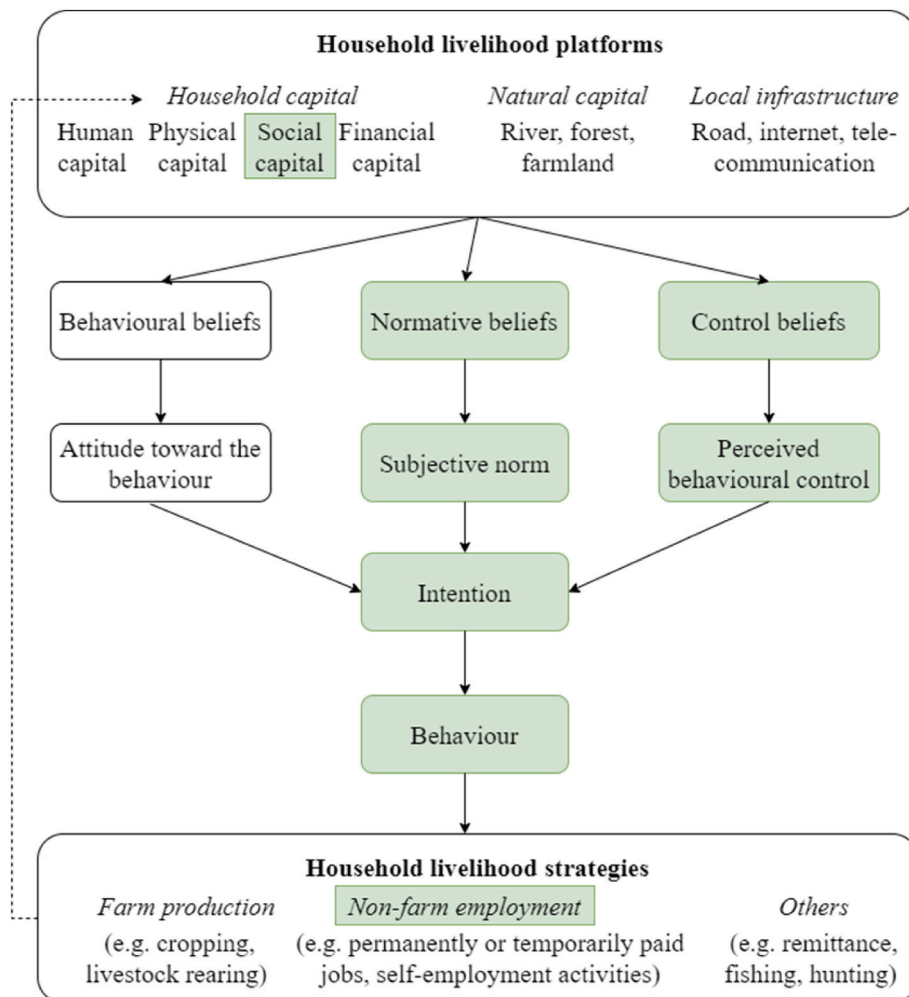 Household livelihood platforms
Household capital
Natural capital
Local infrastructure
Human
capital
Physical
capital
Social
capital
Financial
capital
River, forest,
farmland
Road, internet, tele-
communication
Behavioural beliefs
Normative beliefs
Control beliefs
Attitude toward the
behaviour
Subjective norm
Perceived
behavioural control
Intention
Behaviour
Household livelihood strategies
Farm production
(e.g. cropping,
livestock rearing)
Non-farm employment
(e.g. permanently or temporarily paid
jobs, self-employment activities)
Others
(e.g. remittance,
fishing, hunting)